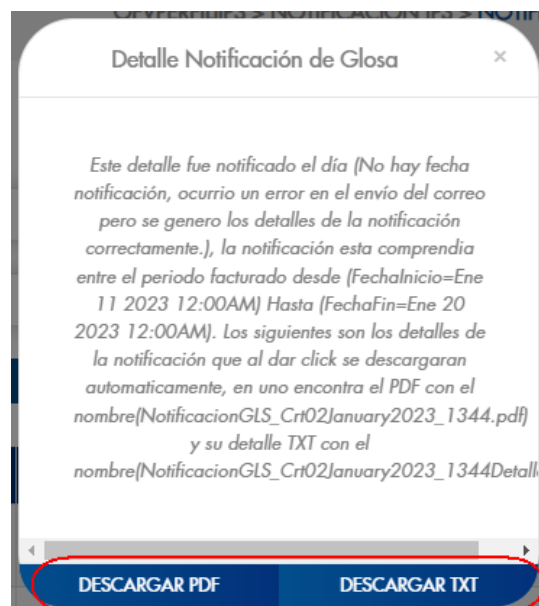 > NOTIFICACION IPS > NOTIF
Detalle Notificación de Glosa ×
Este detalle fue notificado el día (No hay fecha
notificación, ocurrio un error en el envío del correo
pero se genero los detalles de la notificación
correctamente.), la notificación esta comprendia
entre el periodo facturado desde (FechaInicio=Ene
11 2023 12:00AM) Hasta (FechaFin=Ene 20
2023 12:00AM). Los siguientes son los detalles de
la notificación que al dar click se descargaran
automaticamente, en uno encontra el PDF con el
nombre(NotificacionGLS_Crt02January2023_1344.pdf)
y su detalle TXT con el
nombre(NotificacionGLS_Crt02January2023_1344Detall
DESCARGAR PDF DESCARGAR TXT